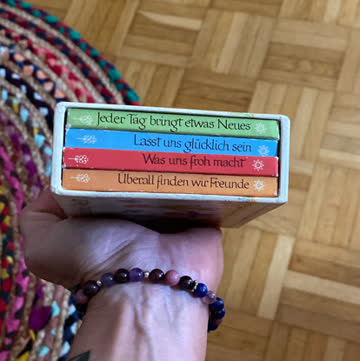 Jeder Tag bringt etwas Neues
Lasst uns glücklich sein
Was uns froh macht
Überall finden wir Freunde